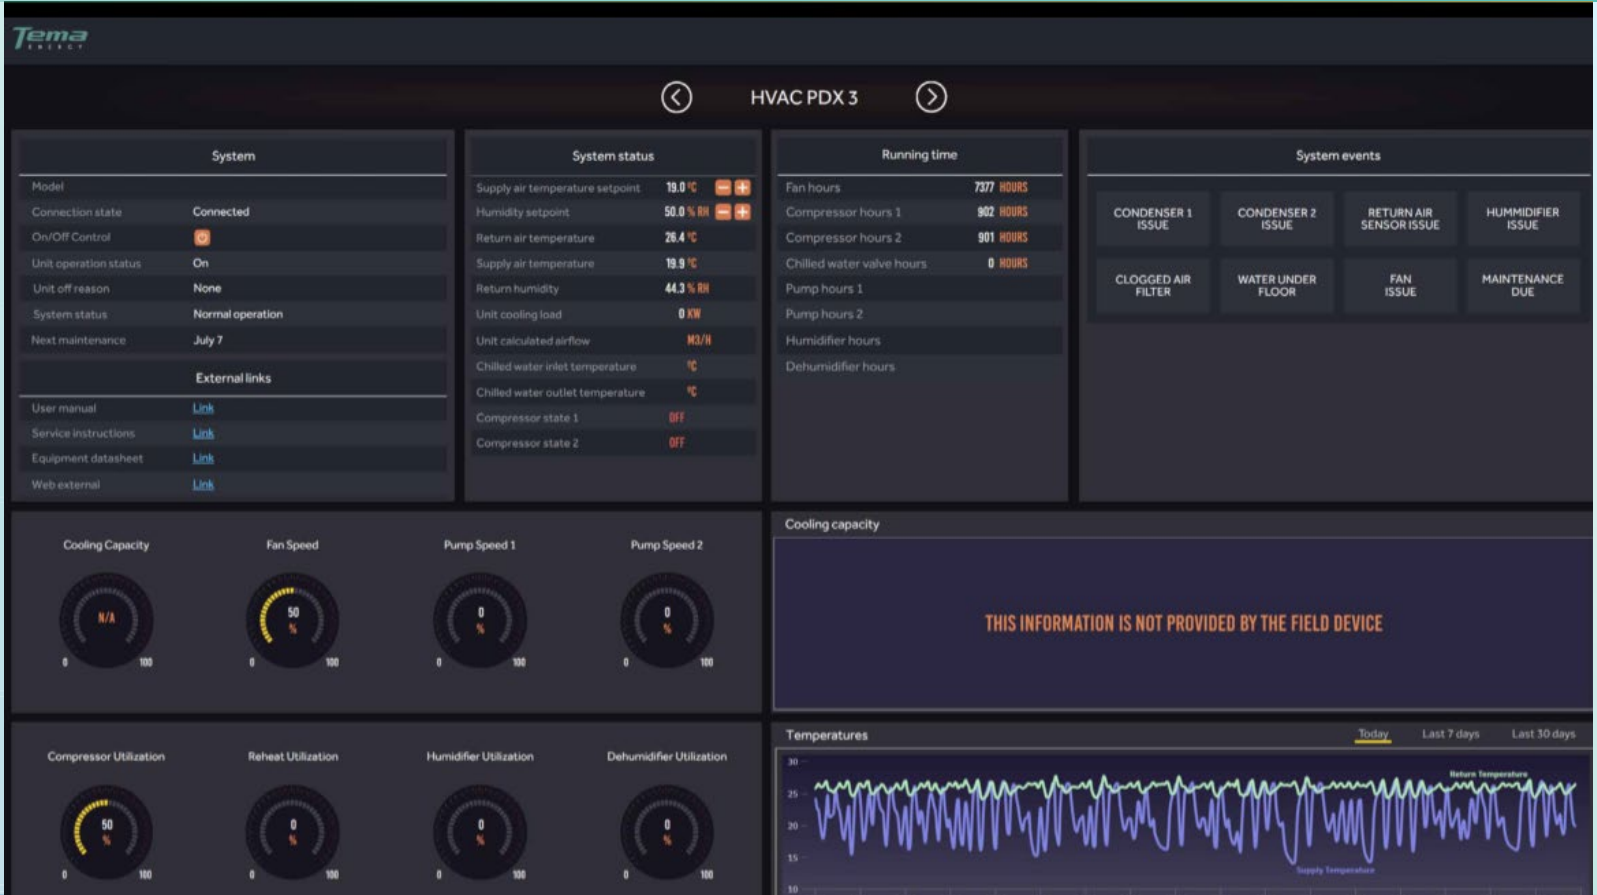 Tema
ENERGY
HVAC PDX 3
System
Model
Connection state Connected
On/Off Control
Unit operation status On
Unit off reason None
System status Normal operation
Next maintenance July 7
External links
User manual Link
Service instructions Link
Equipment datasheet Link
Web external Link
System status
Supply air temperature setpoint 19.0 °C
Humidity setpoint 50.0 % RH
Return air temperature 26.4 °C
Supply air temperature 19.9 °C
Return humidity 44.3 % RH
Unit cooling load 0 KW
Unit calculated airflow M3/H
Chilled water inlet temperature °C
Chilled water outlet temperature °C
Compressor state 1 OFF
Compressor state 2 OFF
Running time
Fan hours 7377 HOURS
Compressor hours 1 902 HOURS
Compressor hours 2 901 HOURS
Chilled water valve hours 0 HOURS
Pump hours 1
Pump hours 2
Humidifier hours
Dehumidifier hours
System events
CONDENSER 1
ISSUE
CONDENSER 2
ISSUE
RETURN AIR
SENSOR ISSUE
HUMMIDIFIER
ISSUE
CLOGGED AIR
FILTER
WATER UNDER
FLOOR
FAN
ISSUE
MAINTENANCE
DUE
Cooling Capacity
N/A
0 100
Fan Speed
50
%
0 100
Pump Speed 1
0
%
0 100
Pump Speed 2
0
%
0 100
Cooling capacity
THIS INFORMATION IS NOT PROVIDED BY THE FIELD DEVICE
Compressor Utilization
50
%
0 100
Reheat Utilization
0
%
0 100
Humidifier Utilization
0
%
0 100
Dehumidifier Utilization
0
%
0 100
Temperatures
Today Last 7 days Last 30 days
30
25
20
15
10
Return Temperature
Supply Temperature